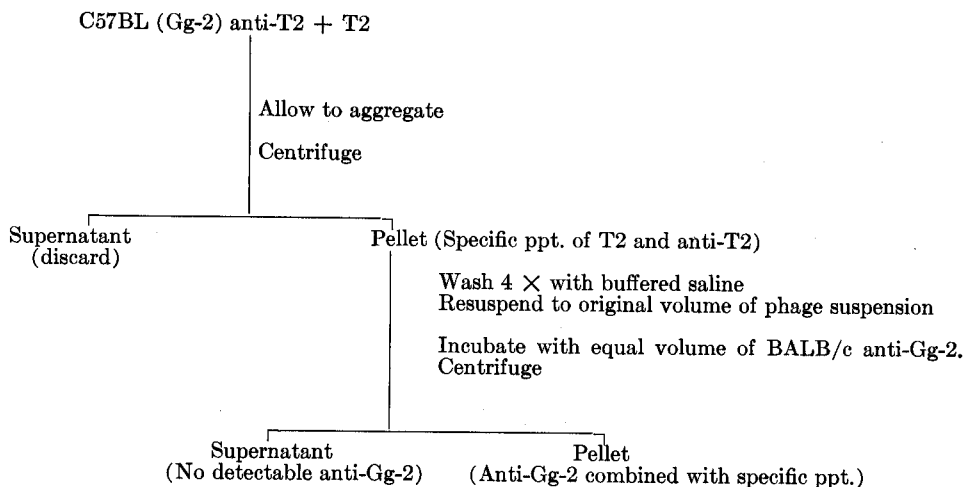 C57BL (Gg-2) anti-T2 + T2
Allow to aggregate
Centrifuge
Supernatant
(discard)
Pellet (Specific ppt. of T2 and anti-T2)
Wash 4 × with buffered saline
Resuspend to original volume of phage suspension
Incubate with equal volume of BALB/c anti-Gg-2.
Centrifuge
Supernatant
(No detectable anti-Gg-2)
Pellet
(Anti-Gg-2 combined with specific ppt.)